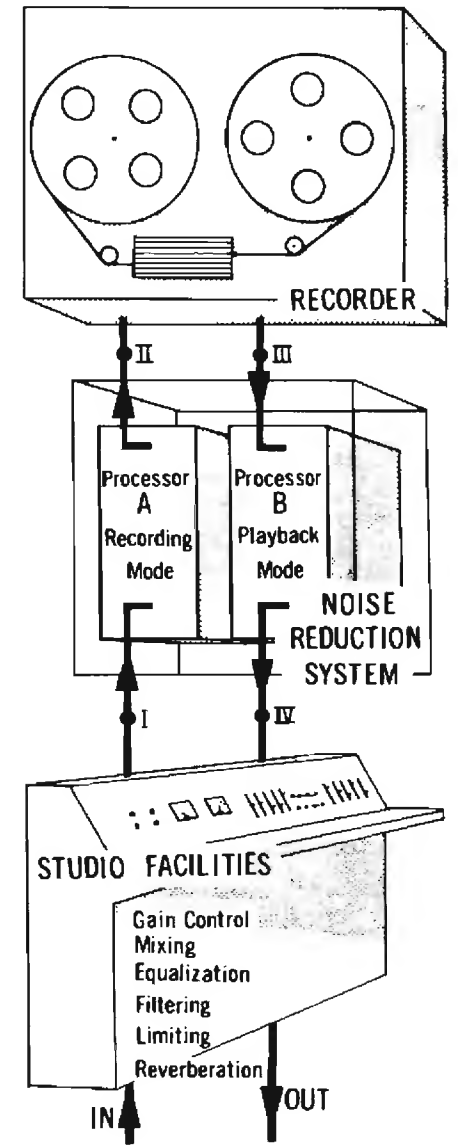 RECORDER
II
III
Processor
A
Recording
Mode
Processor
B
Playback
Mode
NOISE
REDUCTION
SYSTEM
I
IV
STUDIO FACILITIES
Gain Control
Mixing
Equalization
Filtering
Limiting
Reverberation
IN
OUT